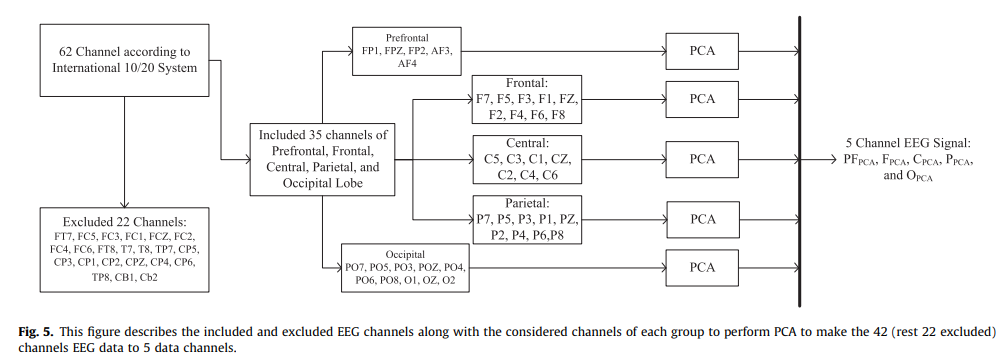 62 Channel according to
International 10/20 System
Excluded 22 Channels:
FT7, FC5, FC3, FC1, FCZ, FC2,
FC4, FC6, FT8, T7, T8, TP7, CP5,
CP3, CP1, CP2, CPZ, CP4, CP6,
TP8, CB1, Cb2
Included 35 channels of
Prefrontal, Frontal,
Central, Parietal, and
Occipital Lobe
Prefrontal
FP1, FPZ, FP2, AF3,
AF4
PCA
Frontal:
F7, F5, F3, F1, FZ,
F2, F4, F6, F8
PCA
Central:
C5, C3, C1, CZ,
C2, C4, C6
PCA
Parietal:
P7, P5, P3, P1, PZ,
P2, P4, P6,P8
PCA
Occipital
PO7, PO5, PO3, POZ, PO4,
PO6, PO8, O1, OZ, O2
PCA
5 Channel EEG Signal:
PFPCA, FPCA, CPCA, PPCA,
and OPCA
Fig. 5. This figure describes the included and excluded EEG channels along with the considered channels of each group to perform PCA to make the 42 (rest 22 excluded)
channels EEG data to 5 data channels.